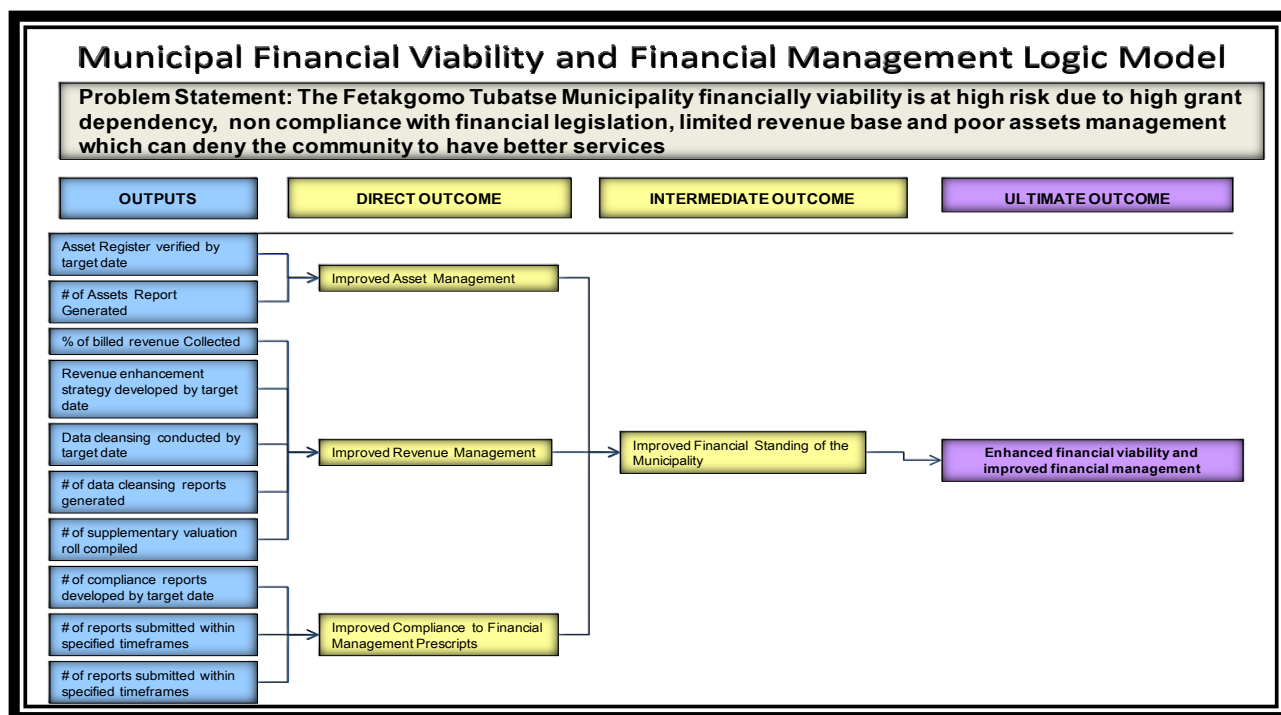 Municipal Financial Viability and Financial Management Logic Model
Problem Statement: The Fetakgomo Tubatse Municipality financially viability is at high risk due to high grant
dependency, non compliance with financial legislation, limited revenue base and poor assets management
which can deny the community to have better services
OUTPUTS
DIRECT OUTCOME
INTERMEDIATE OUTCOME
ULTIMATE OUTCOME
Asset Register verified by
target date
# of Assets Report
Generated
Improved Asset Management
% of billed revenue Collected
Revenue enhancement
strategy developed by target
date
Data cleansing conducted by
target date
# of data cleansing reports
generated
# of supplementary valuation
roll compiled
Improved Revenue Management
# of compliance reports
developed by target date
# of reports submitted within
specified timeframes
# of reports submitted within
specified timeframes
Improved Compliance to Financial
Management Prescripts
Improved Financial Standing of the
Municipality
Enhanced financial viability and
improved financial management